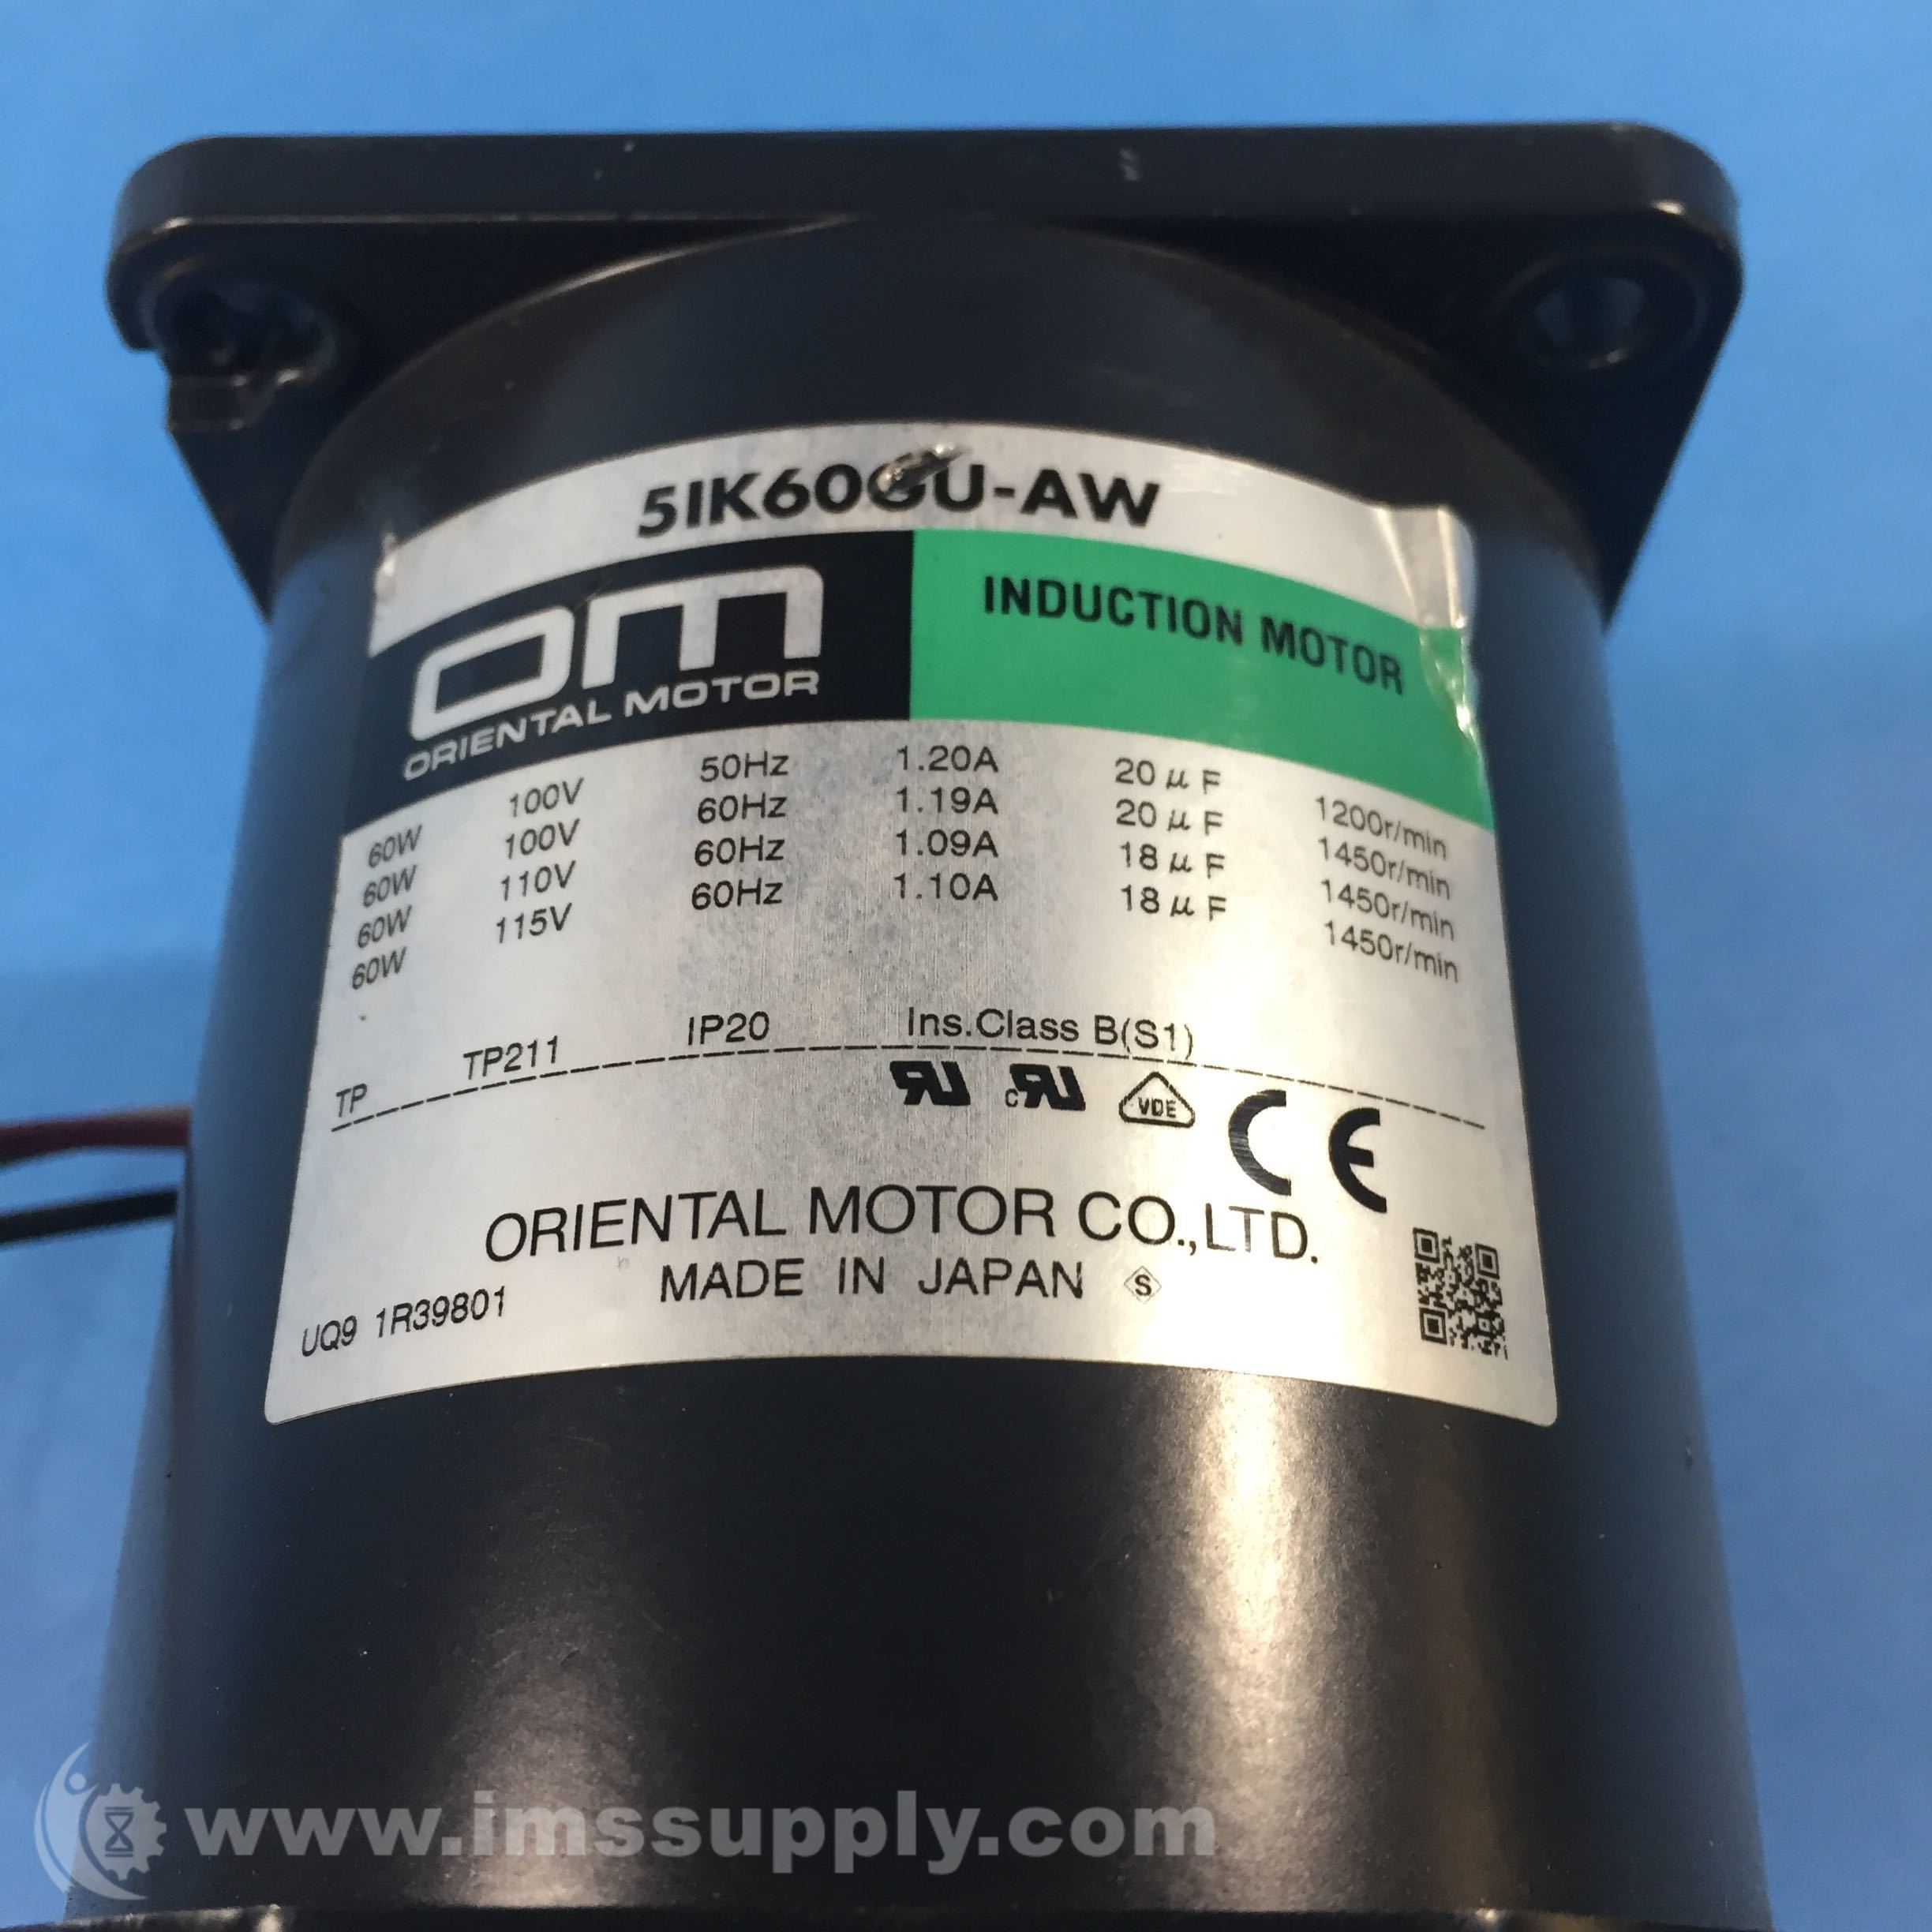 5IK60GU-AW
om
ORIENTAL MOTOR
INDUCTION MOTOR
60W 100V 50Hz 1.20A 20μF 1200r/min
60W 100V 60Hz 1.19A 20μF 1450r/min
60W 110V 60Hz 1.09A 18μF 1450r/min
60W 115V 60Hz 1.10A 18μF 1450r/min
TP TP211 IP20 Ins.Class B(S1)
RU cRU VDE CE
ORIENTAL MOTOR CO.,LTD.
MADE IN JAPAN S
UQ9 1R39801
www.imssupply.com